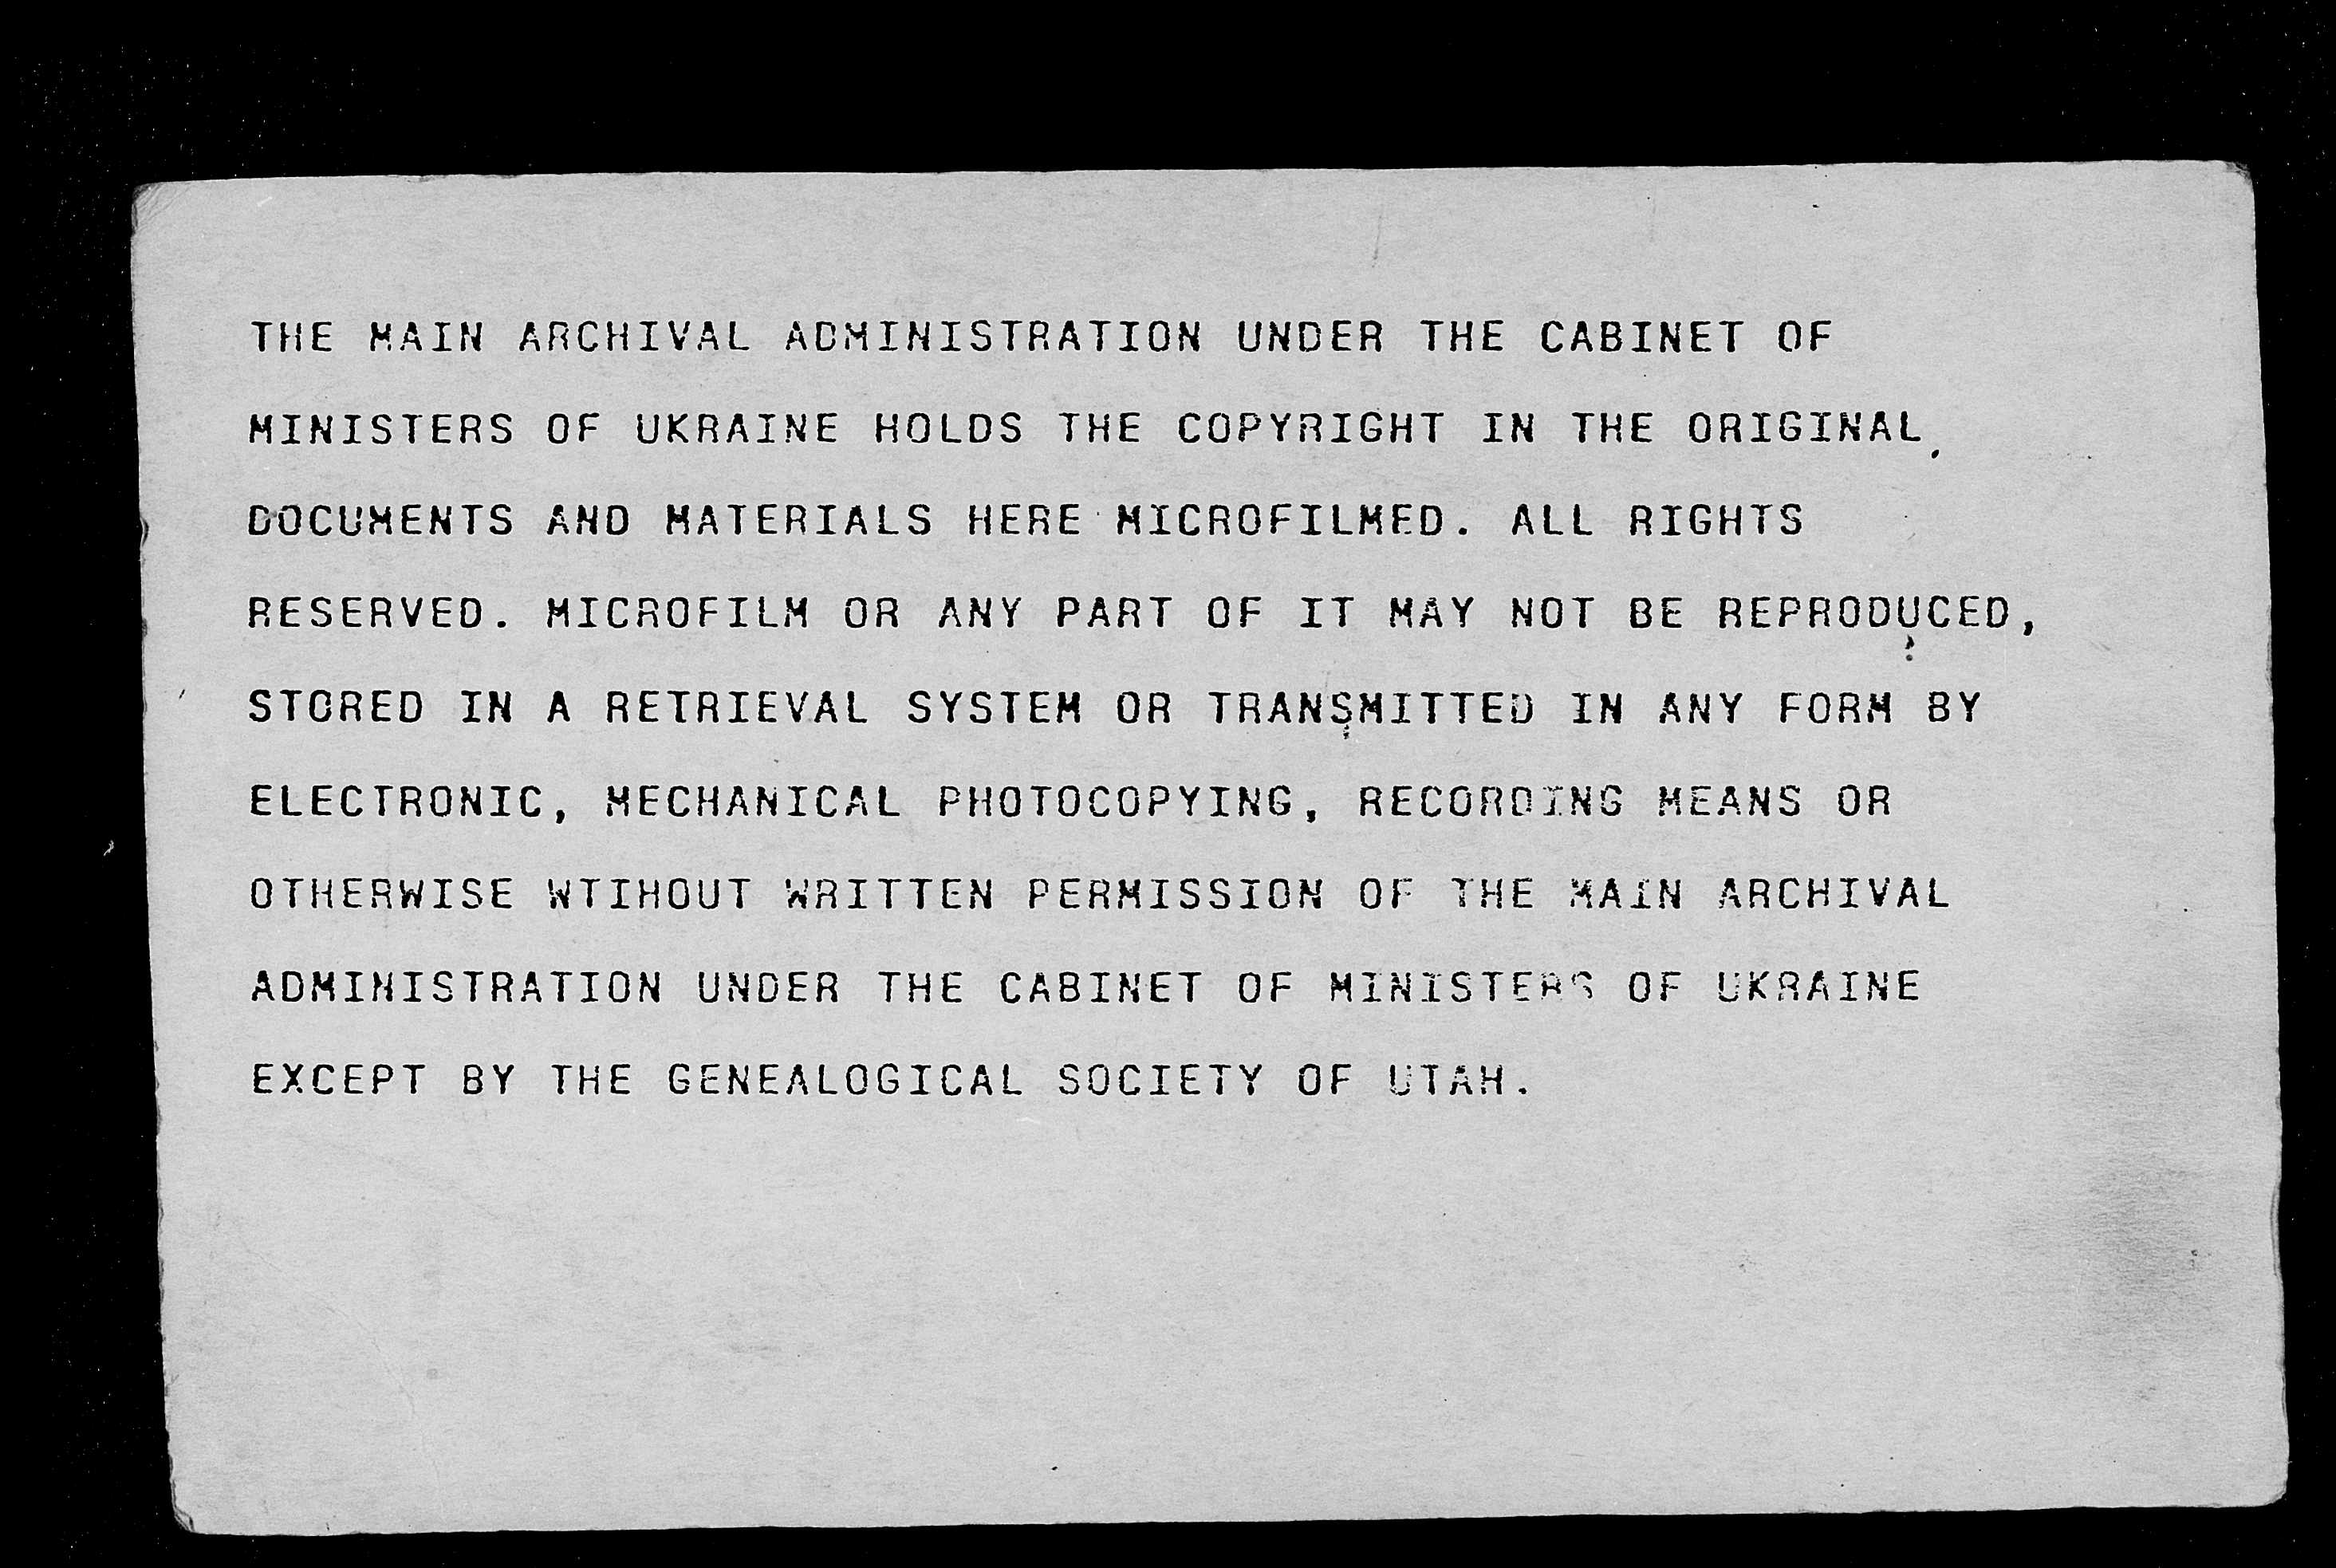 THE MAIN ARCHIVAL ADMINISTRATION UNDER THE CABINET OF
MINISTERS OF UKRAINE HOLDS THE COPYRIGHT IN THE ORIGINAL
DOCUMENTS AND MATERIALS HERE MICROFILMED. ALL RIGHTS
RESERVED. MICROFILM OR ANY PART OF IT MAY NOT BE REPRODUCED,
STORED IN A RETRIEVAL SYSTEM OR TRANSMITTED IN ANY FORM BY
ELECTRONIC, MECHANICAL PHOTOCOPYING, RECORDING MEANS OR
OTHERWISE WTIHOUT WRITTEN PERMISSION OF THE MAIN ARCHIVAL
ADMINISTRATION UNDER THE CABINET OF MINISTERS OF UKRAINE
EXCEPT BY THE GENEALOGICAL SOCIETY OF UTAH.